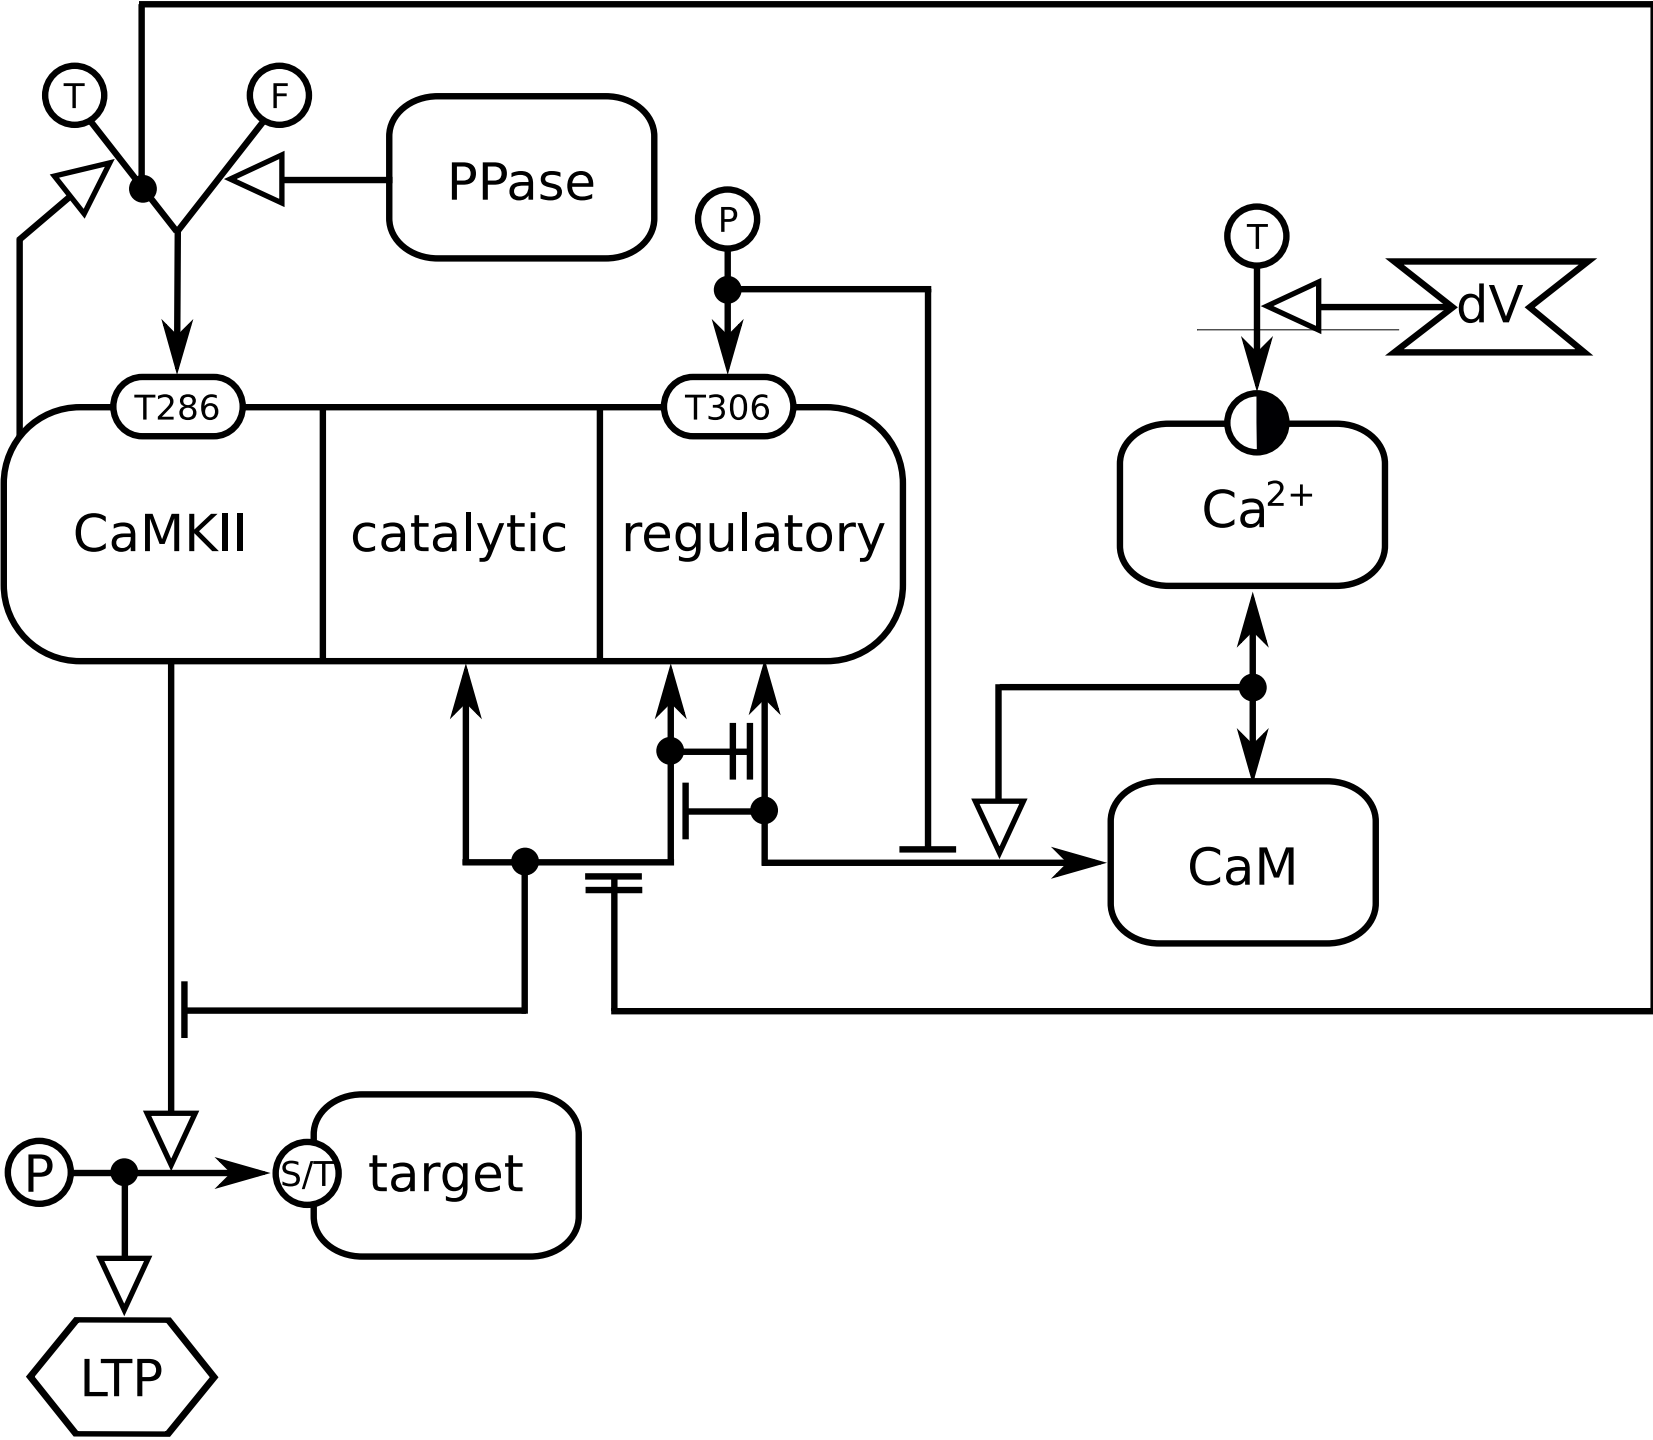 T
F
PPase
P
T
dV
T286
T306
Ca²⁺
CaMKII
catalytic
regulatory
CaM
P
S/T
target
LTP